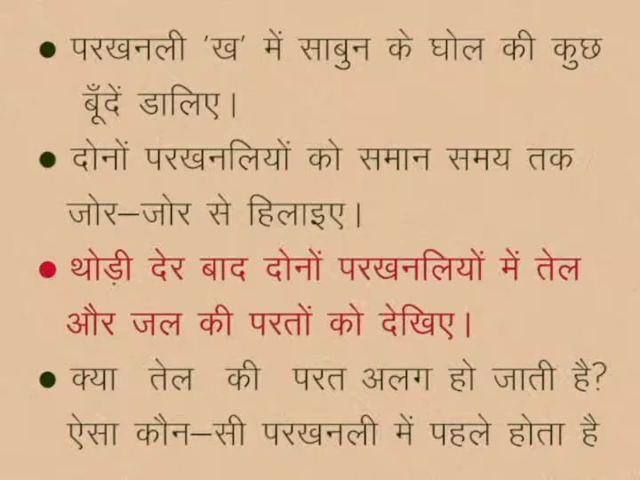 ● परखनली 'ख' में साबुन के घोल की कुछ
बूँदें डालिए।
● दोनों परखनलियों को समान समय तक
जोर–जोर से हिलाइए।
● थोड़ी देर बाद दोनों परखनलियों में तेल
और जल की परतों को देखिए।
● क्या तेल की परत अलग हो जाती है?
ऐसा कौन–सी परखनली में पहले होता है